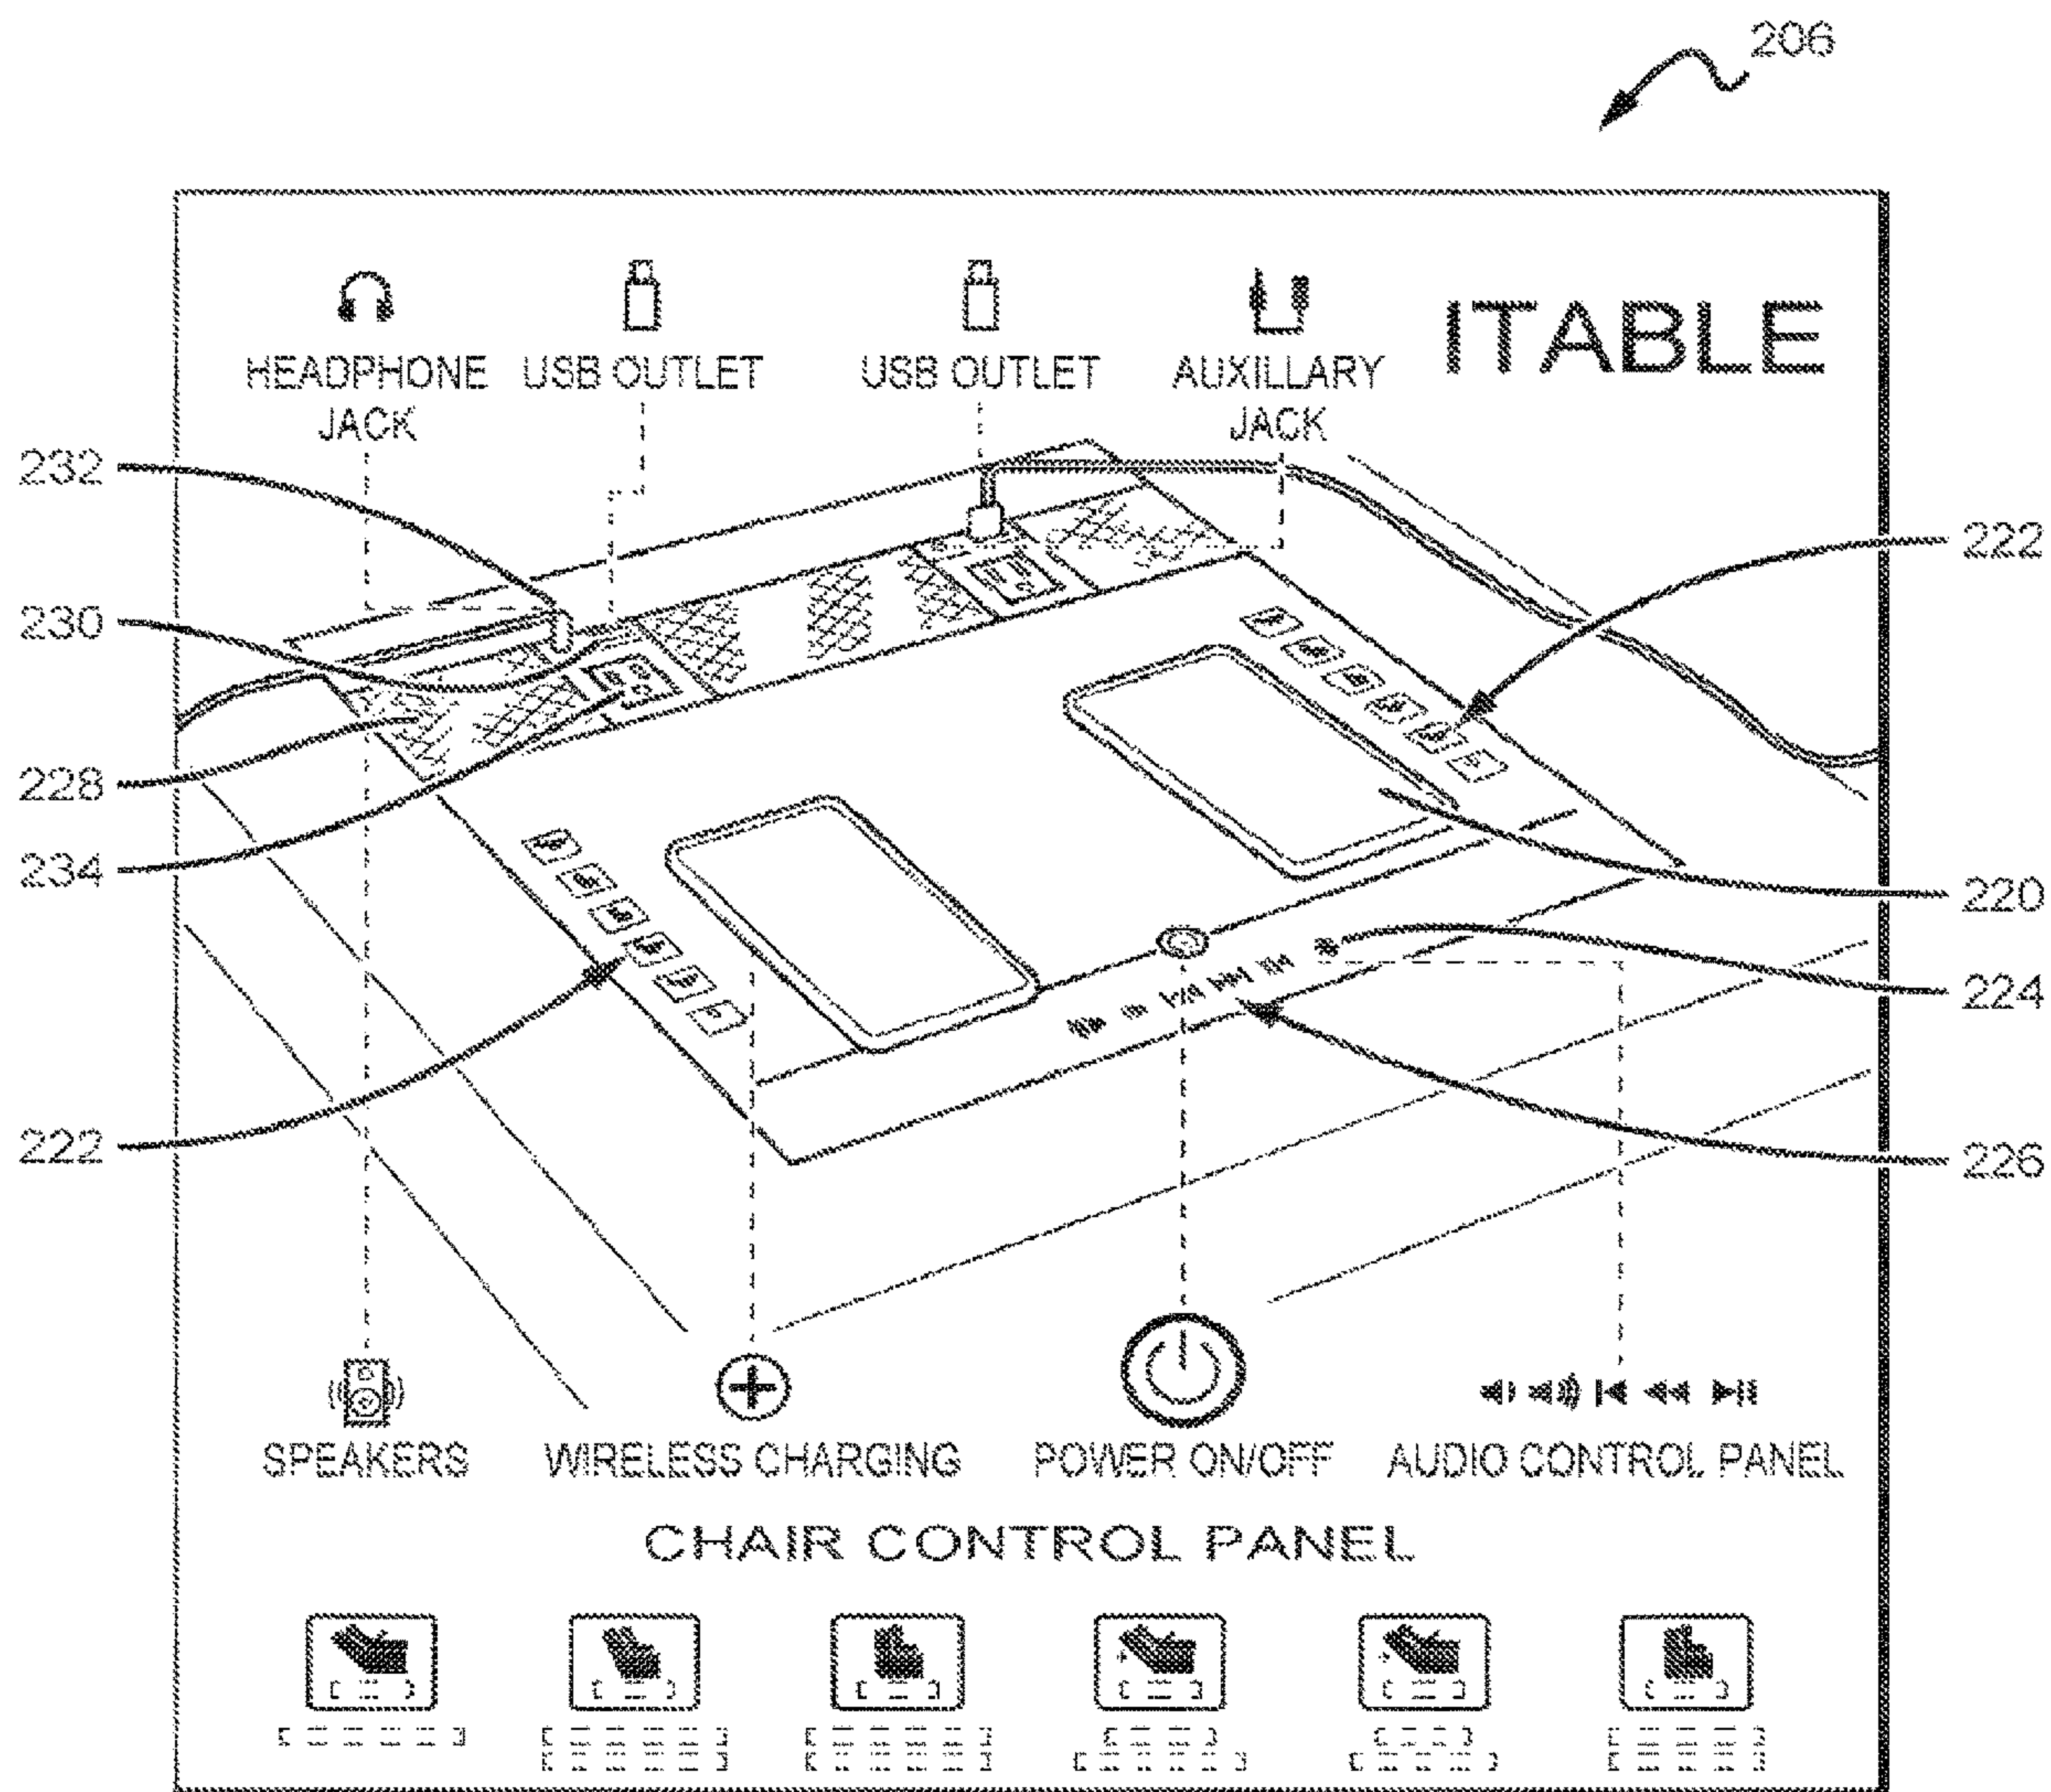 206
ITABLE
HEADPHONE
JACK
USB OUTLET
USB OUTLET
AUXILLARY
JACK
232
230
228
234
222
222
220
224
226
SPEAKERS
WIRELESS CHARGING
POWER ON/OFF
AUDIO CONTROL PANEL
CHAIR CONTROL PANEL